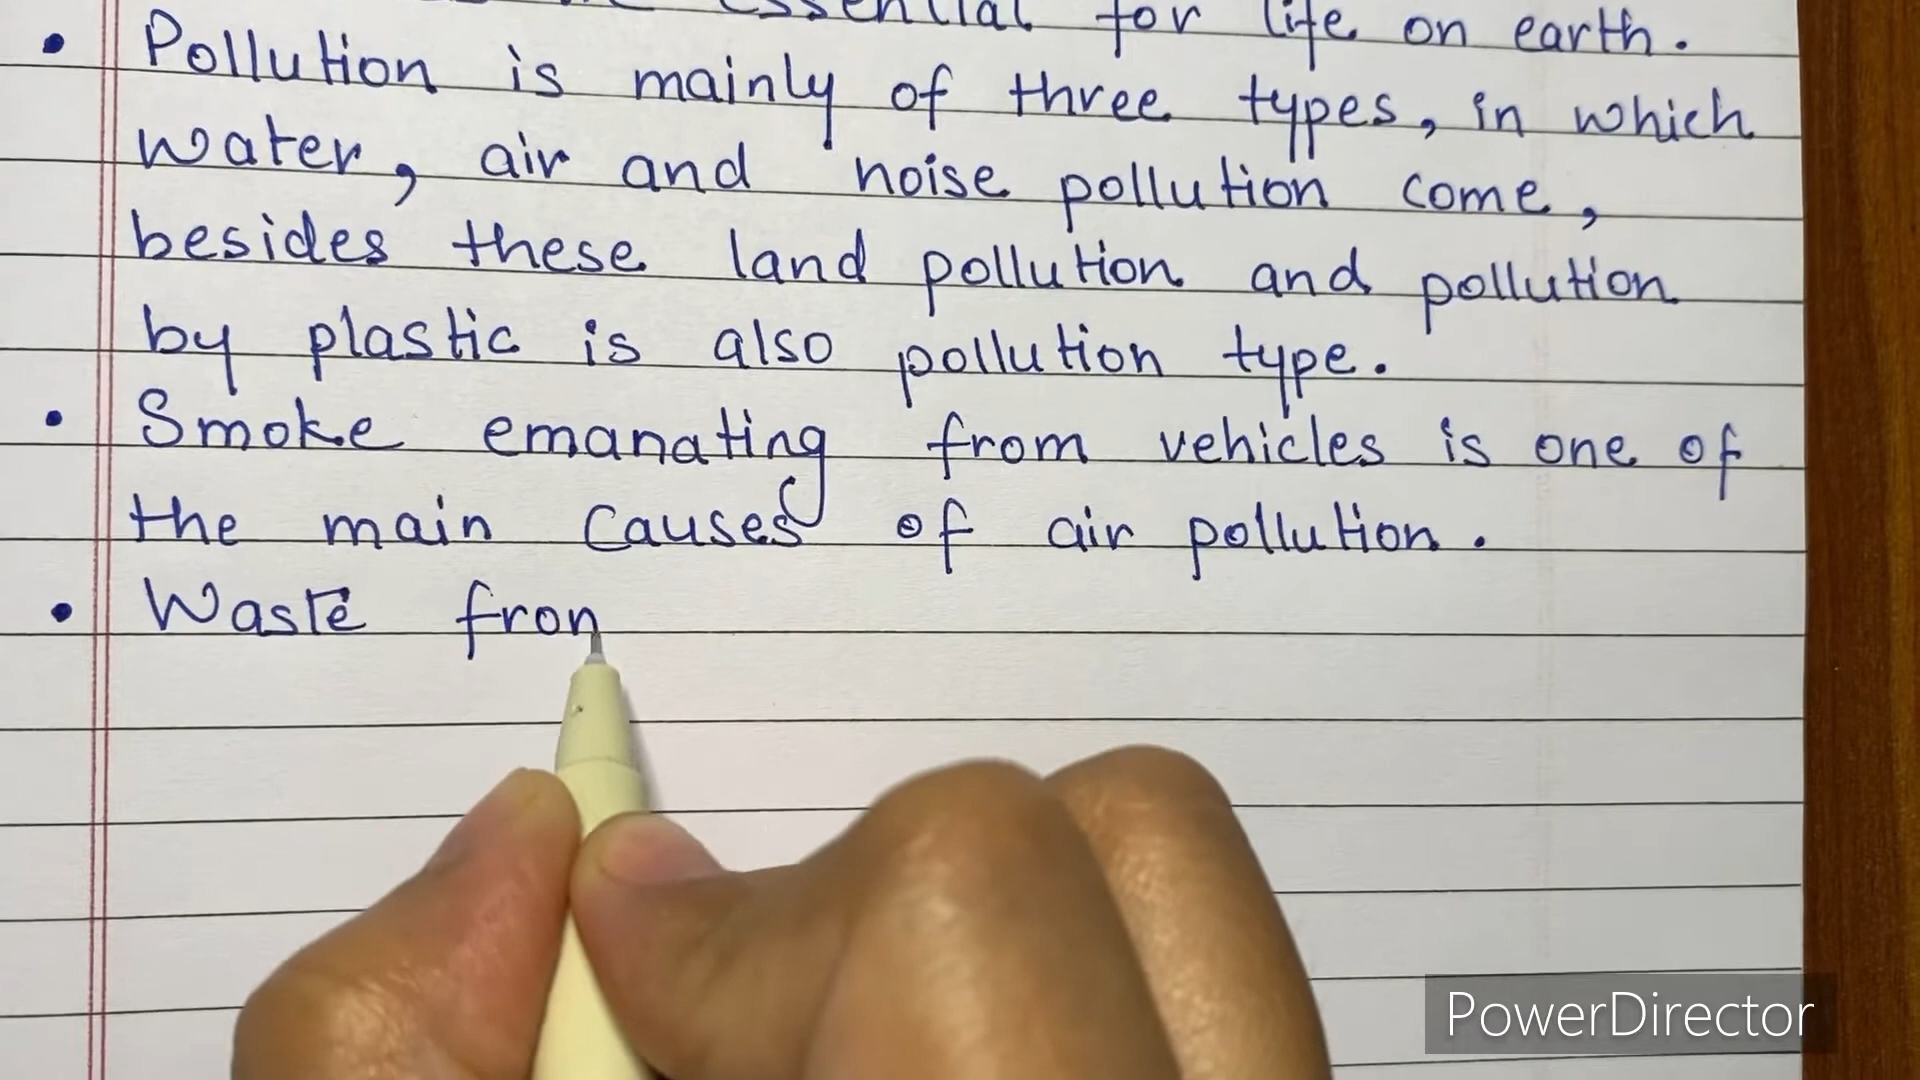 essential for life on earth.
• Pollution is mainly of three types, in which
water, air and noise pollution come,
besides these land pollution and pollution
by plastic is also pollution type.
• Smoke emanating from vehicles is one of
the main causes of air pollution.
• Waste fron
PowerDirector